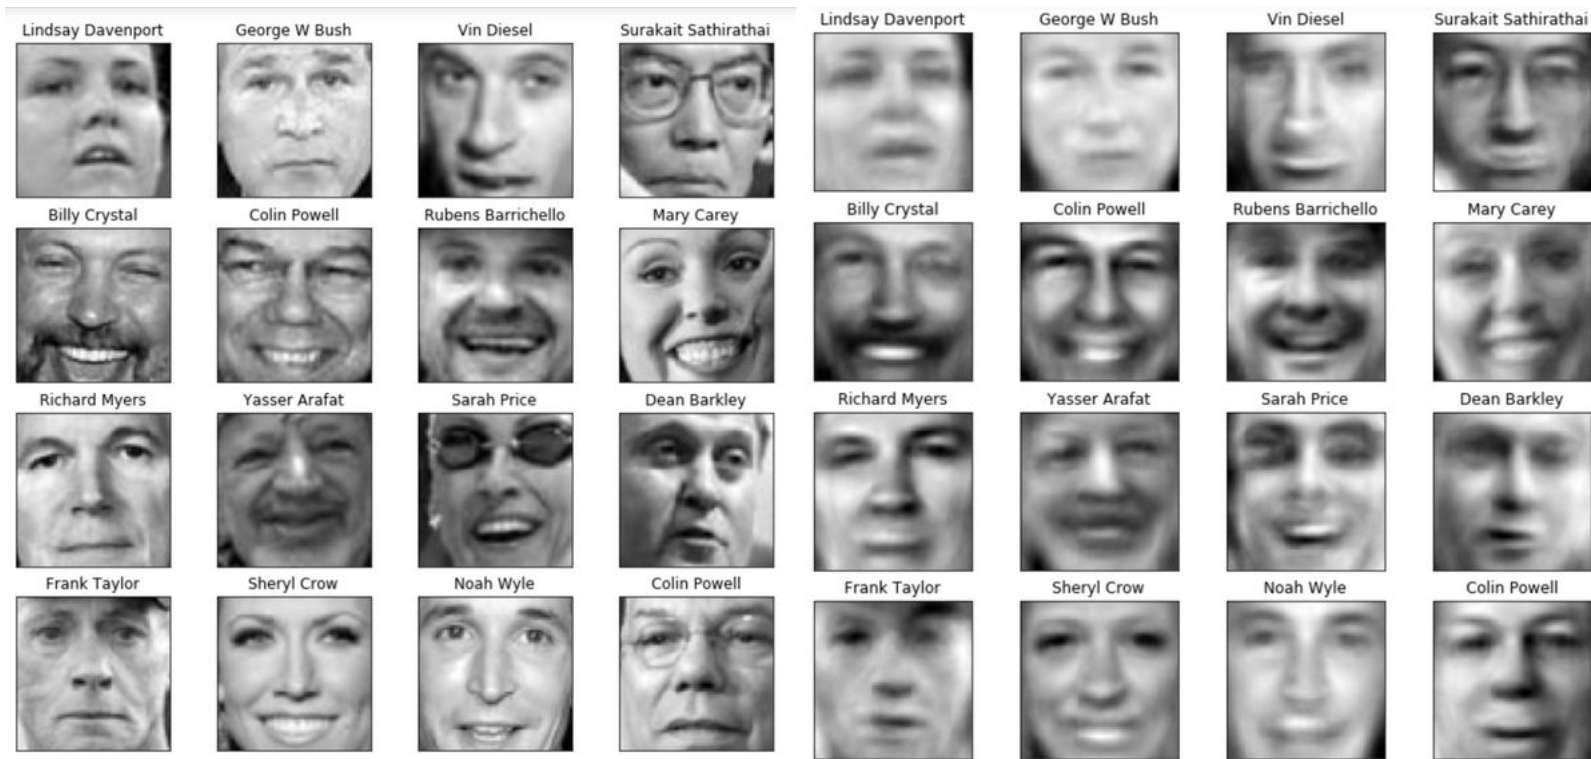 Lindsay Davenport
George W Bush
Vin Diesel
Surakait Sathirathai
Billy Crystal
Colin Powell
Rubens Barrichello
Mary Carey
Richard Myers
Yasser Arafat
Sarah Price
Dean Barkley
Frank Taylor
Sheryl Crow
Noah Wyle
Colin Powell
Lindsay Davenport
George W Bush
Vin Diesel
Surakait Sathirathai
Billy Crystal
Colin Powell
Rubens Barrichello
Mary Carey
Richard Myers
Yasser Arafat
Sarah Price
Dean Barkley
Frank Taylor
Sheryl Crow
Noah Wyle
Colin Powell